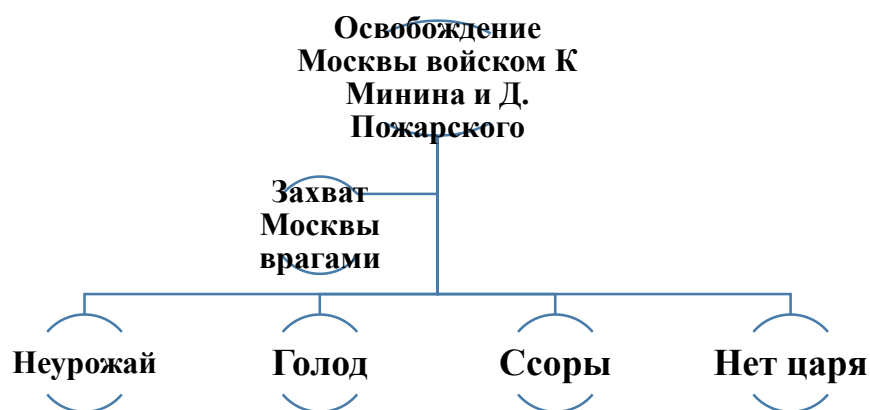 Освобождение
Москвы войском К
Минина и Д.
Пожарского
Захват
Москвы
врагами
Неурожай
Голод
Ссоры
Нет царя